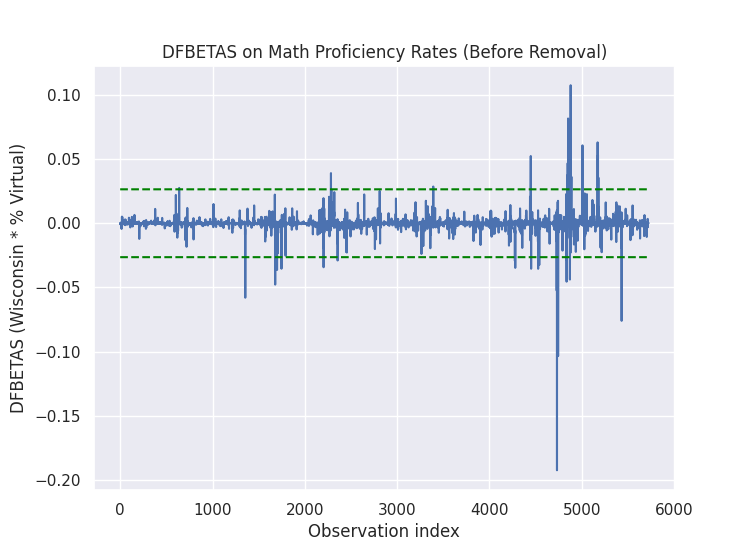 DFBETAS on Math Proficiency Rates (Before Removal)
DFBETAS (Wisconsin * % Virtual)
0.10
0.05
0.00
−0.05
−0.10
−0.15
−0.20
0 1000 2000 3000 4000 5000 6000
Observation index